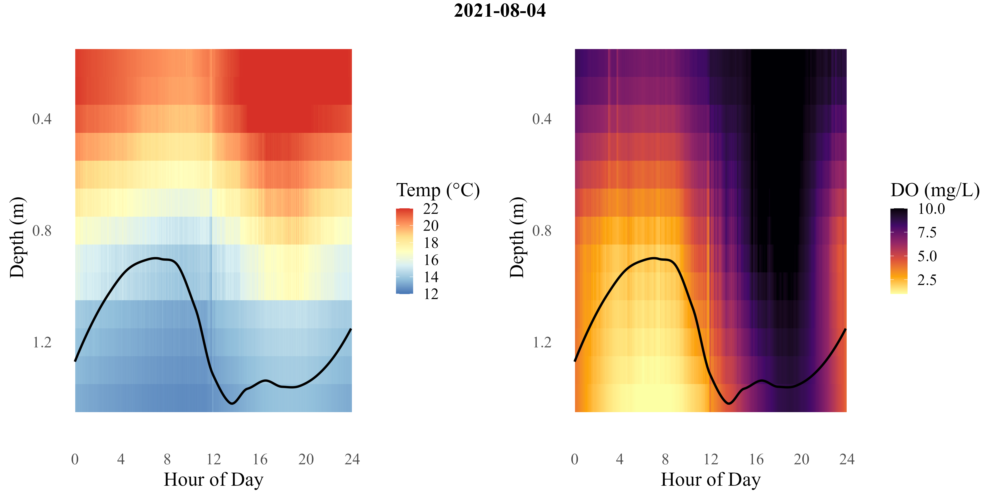 2021-08-04
Depth (m)
0.4
0.8
1.2
0 4 8 12 16 20 24
Hour of Day
Temp (°C)
22
20
18
16
14
12
Depth (m)
0.4
0.8
1.2
0 4 8 12 16 20 24
Hour of Day
DO (mg/L)
10.0
7.5
5.0
2.5